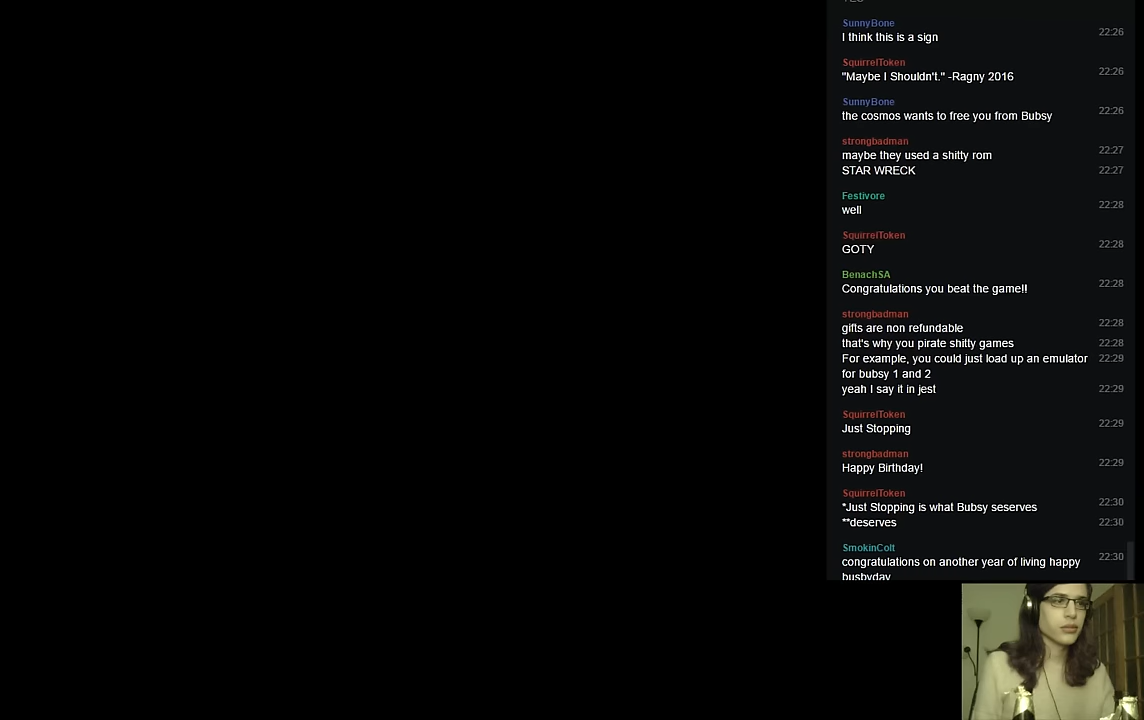 SunnyBone
I think this is a sign
22:26
SquirrelToken
"Maybe I Shouldn't." -Ragny 2016
22:26
SunnyBone
the cosmos wants to free you from Bubsy
22:26
strongbadman
maybe they used a shitty rom
22:27
STAR WRECK
22:27
Festivore
well
22:28
SquirrelToken
GOTY
22:28
BenachSA
Congratulations you beat the game!!
22:28
strongbadman
gifts are non refundable
22:28
that's why you pirate shitty games
22:28
For example, you could just load up an emulator
22:29
for bubsy 1 and 2
yeah I say it in jest
22:29
SquirrelToken
Just Stopping
22:29
strongbadman
Happy Birthday!
22:29
SquirrelToken
*Just Stopping is what Bubsy seserves
22:30
**deserves
22:30
SmokinColt
congratulations on another year of living happy
22:30
busbyday